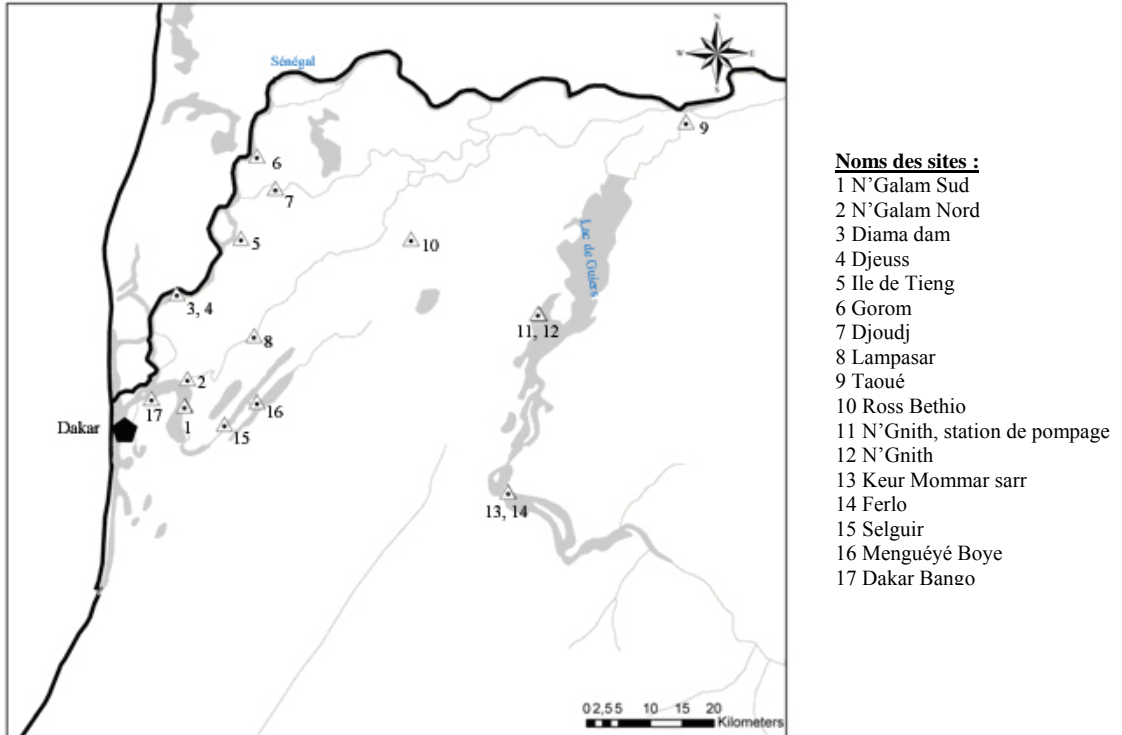 N
W E
S
Sénégal
9
6
7
Lac de Guiers
5
10
3, 4
11, 12
8
2
17
1
16
Dakar
15
13, 14
0 2,5 5 10 15 20
Kilometers
Noms des sites :
1 N'Galam Sud
2 N'Galam Nord
3 Diama dam
4 Djeuss
5 Ile de Tieng
6 Gorom
7 Djoudj
8 Lampasar
9 Taoué
10 Ross Bethio
11 N'Gnith, station de pompage
12 N'Gnith
13 Keur Mommar sarr
14 Ferlo
15 Selguir
16 Menguéyé Boye
17 Dakar Bango